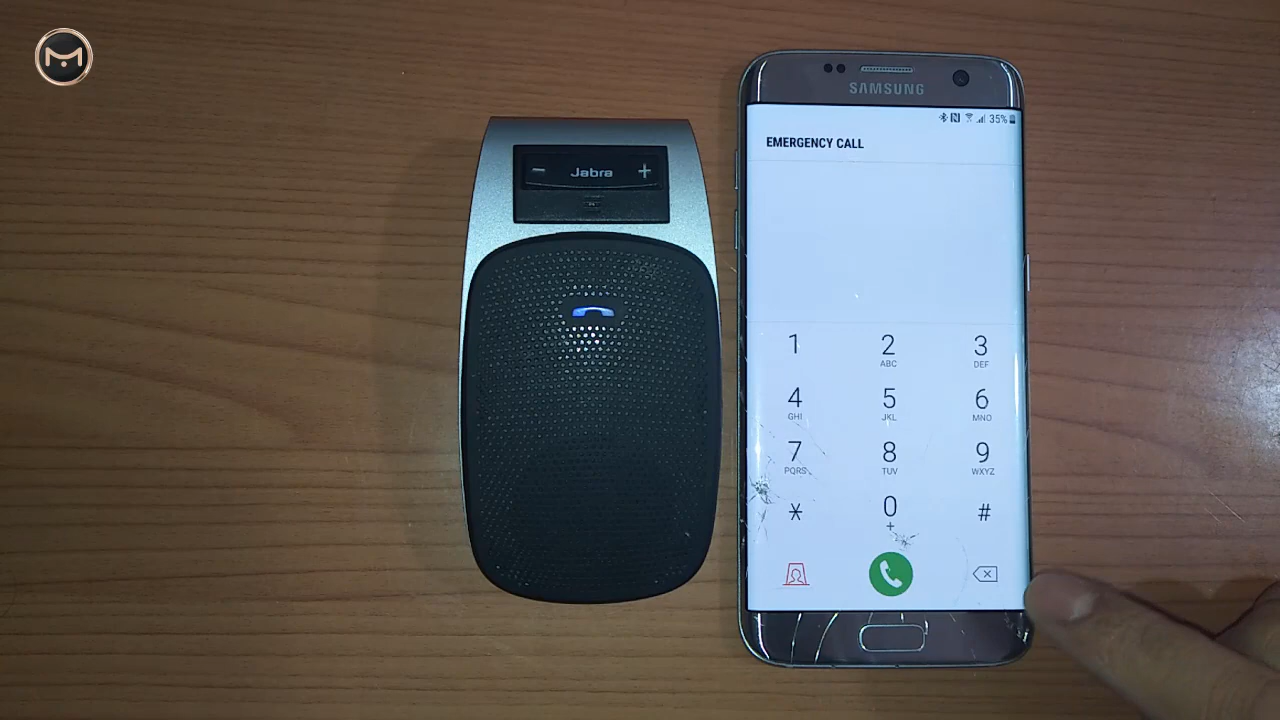 SAMSUNG
35%
EMERGENCY CALL
− Jabra +
1 2 3
ABC DEF
4 5 6
GHI JKL MNO
7 8 9
PQRS TUV WXYZ
* 0 #
+